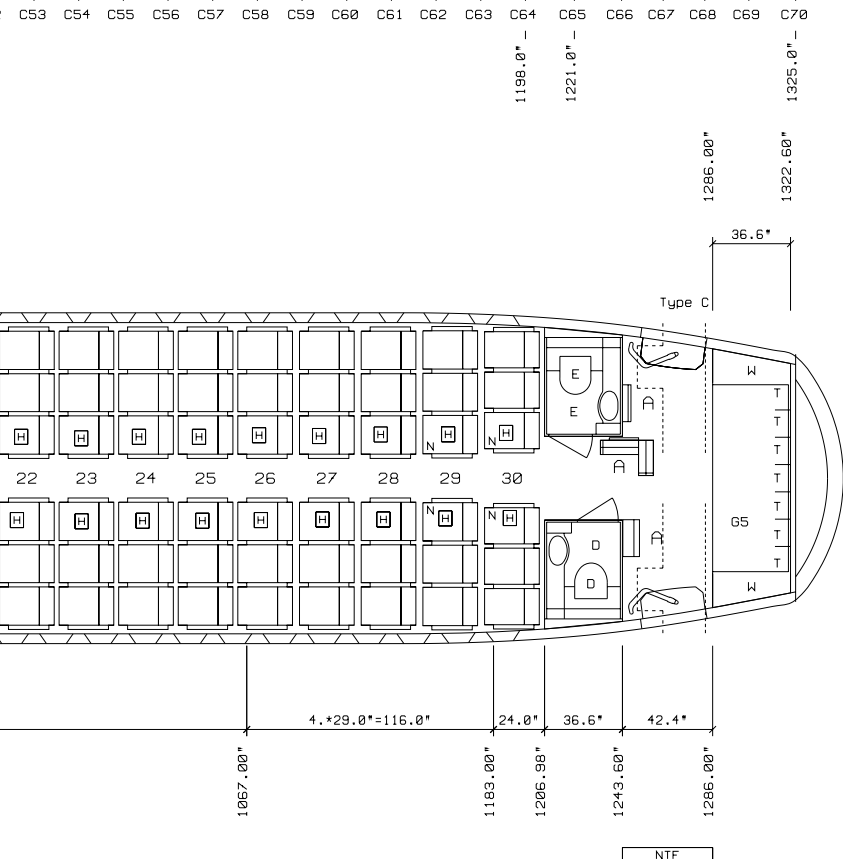 C53 C54 C55 C56 C57 C58 C59 C60 C61 C62 C63 C64 C65 C66 C67 C68 C69 C70
1198.0"
1221.0"
1325.0"
1286.00"
1322.60"
36.6"
Type C
W
E
T
E
A
T
H H H H H H H H H
N N
T
A
22 23 24 25 26 27 28 29 30
T
N N
H H H H H H H H H
T
G5
A
D
T
T
D
W
4.*29.0"=116.0" 24.0" 36.6" 42.4"
1067.00"
1183.00"
1206.98"
1243.60"
1286.00"